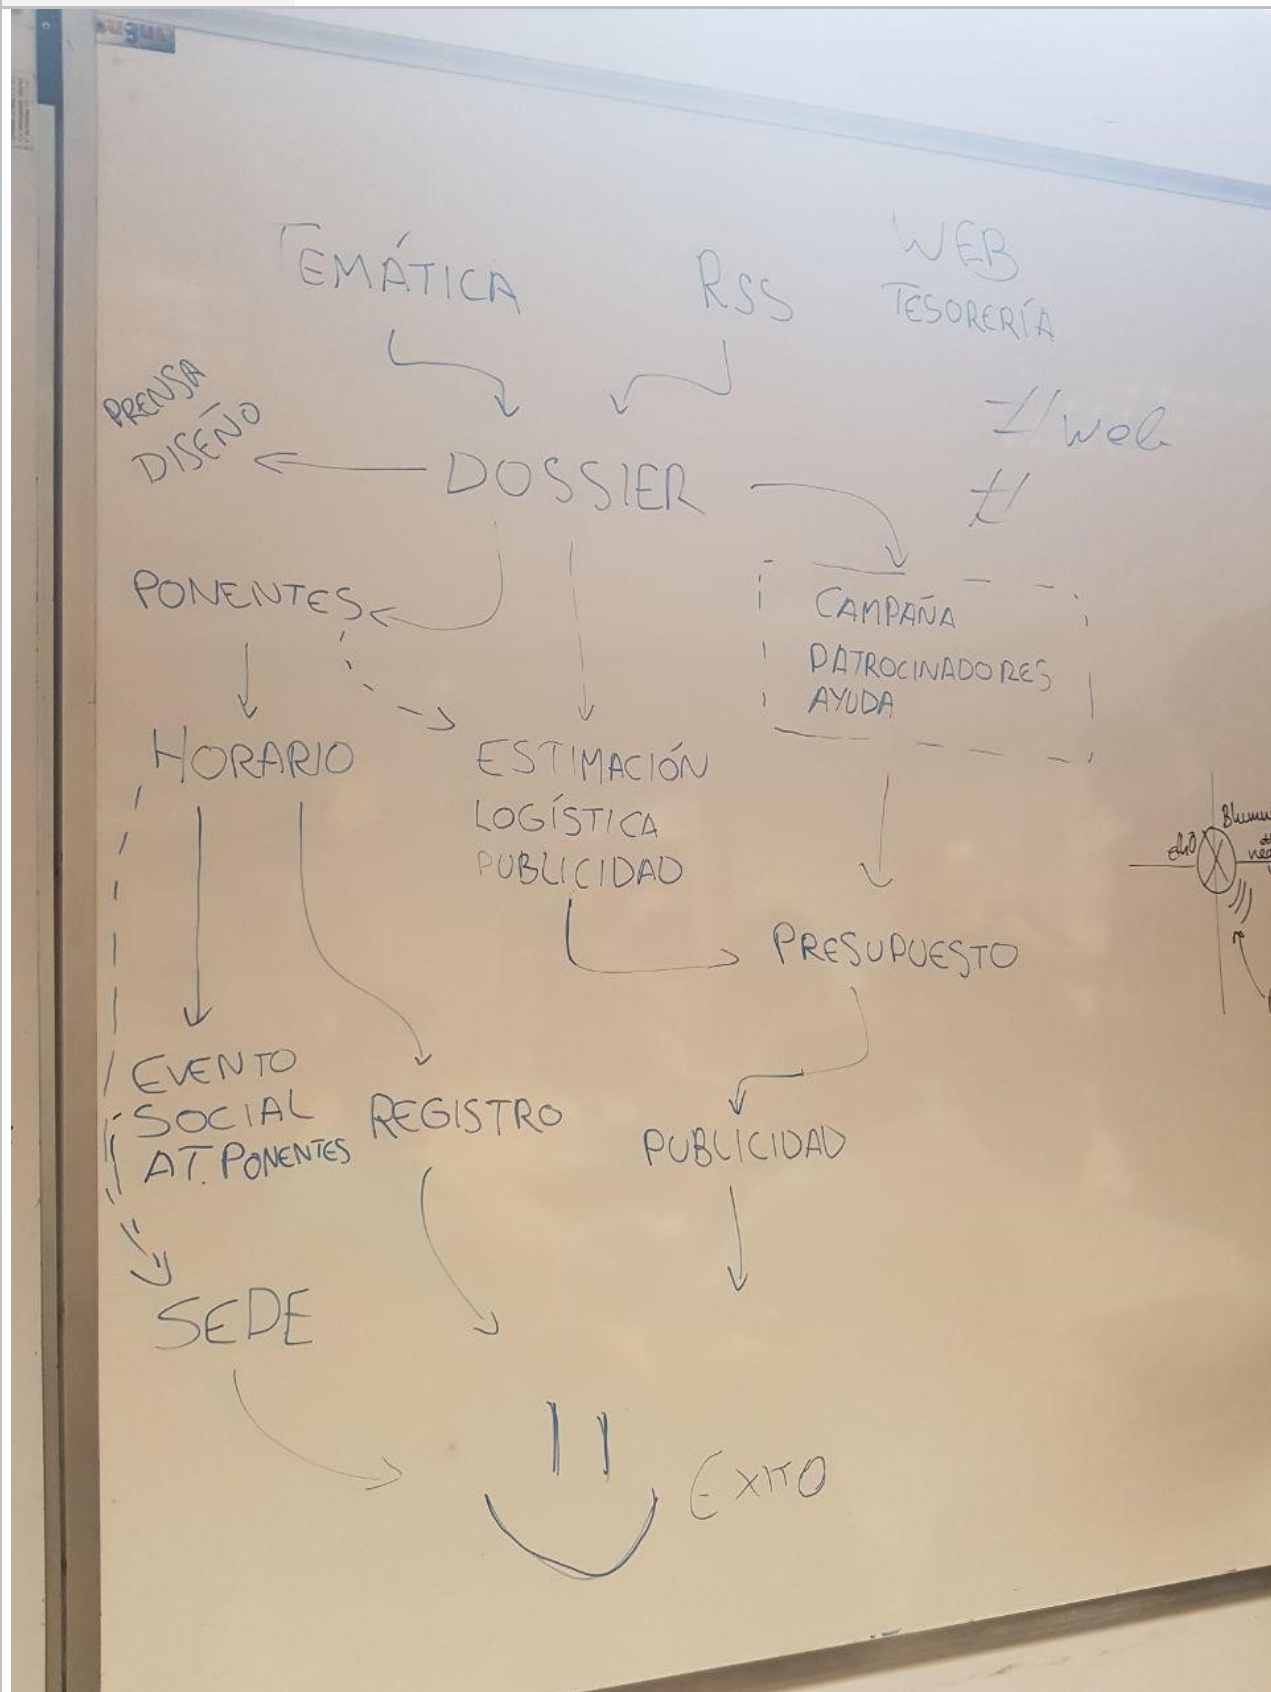 TEMÁTICA
RSS
WEB
TESORERÍA
#web
#
PRENSA
DISEÑO
DOSSIER
PONENTES
CAMPAÑA
PATROCINADORES
AYUDA
HORARIO
ESTIMACIÓN
LOGÍSTICA
PUBLICIDAD
PRESUPUESTO
EVENTO
SOCIAL
AT. PONENTES
REGISTRO
PUBLICIDAD
SEDE
EXITO